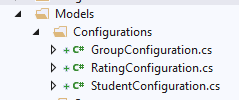 Models
Configurations
C# GroupConfiguration.cs
C# RatingConfiguration.cs
C# StudentConfiguration.cs